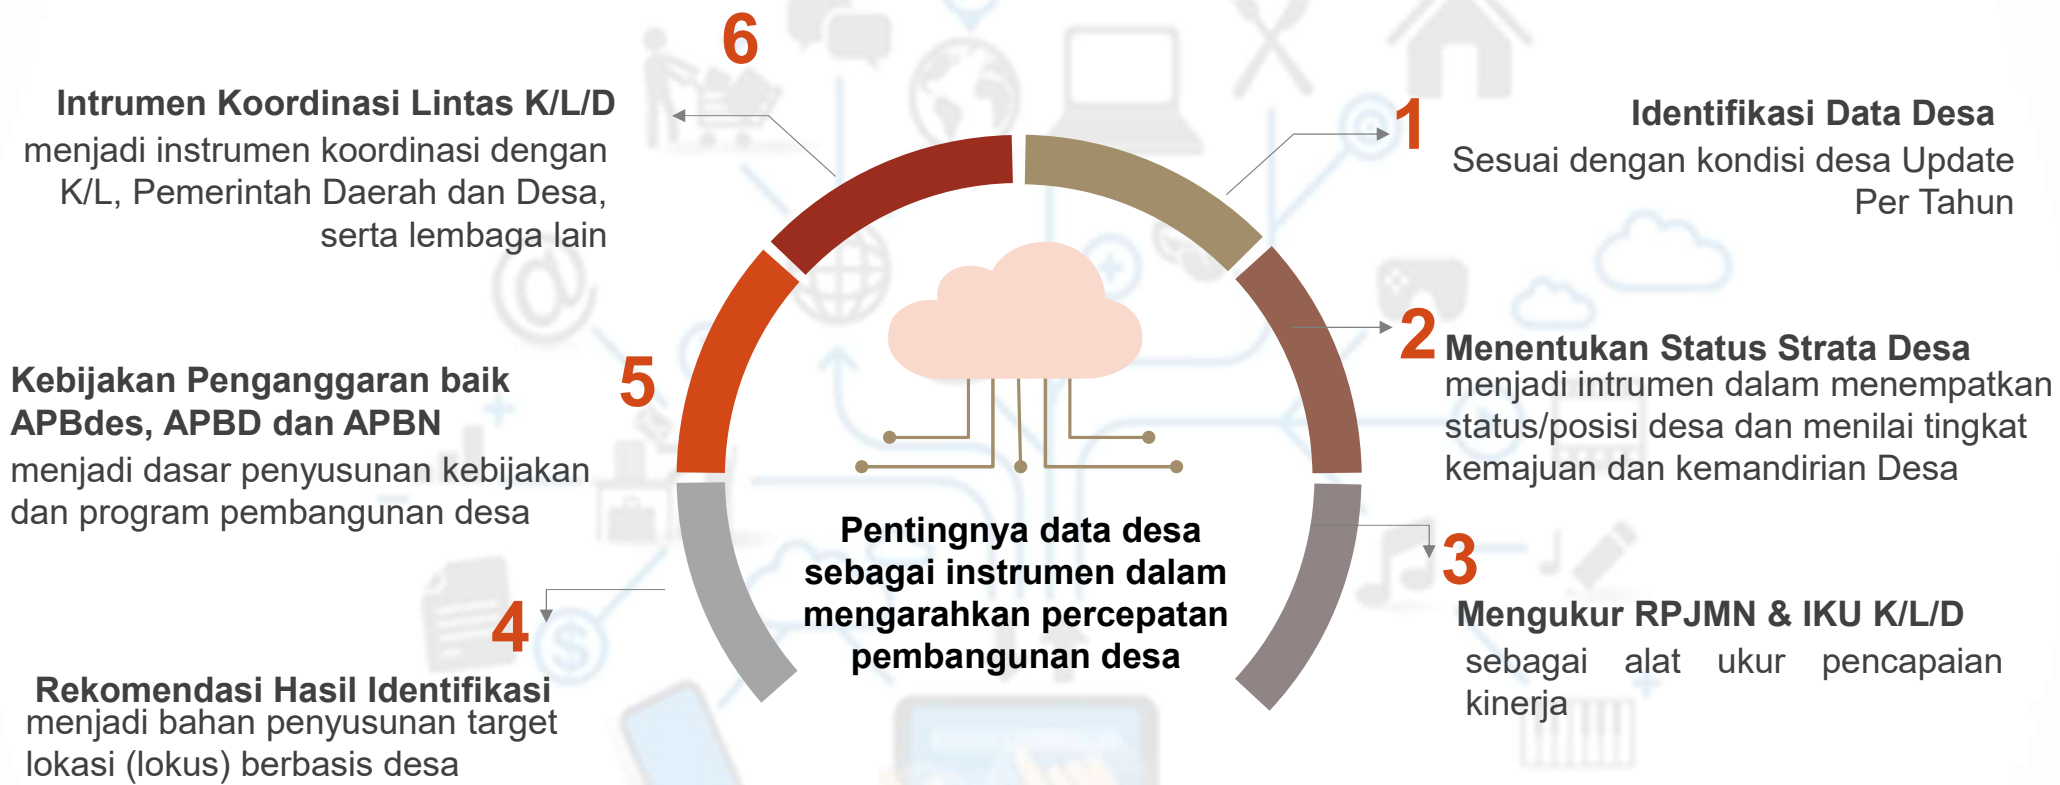 6
Intrumen Koordinasi Lintas K/L/D
menjadi instrumen koordinasi dengan
K/L, Pemerintah Daerah dan Desa,
serta lembaga lain
1
Identifikasi Data Desa
Sesuai dengan kondisi desa Update
Per Tahun
2
Menentukan Status Strata Desa
menjadi intrumen dalam menempatkan
status/posisi desa dan menilai tingkat
kemajuan dan kemandirian Desa
5
Kebijakan Penganggaran baik
APBdes, APBD dan APBN
menjadi dasar penyusunan kebijakan
dan program pembangunan desa
Pentingnya data desa
sebagai instrumen dalam
mengarahkan percepatan
pembangunan desa
3
Mengukur RPJMN & IKU K/L/D
sebagai alat ukur pencapaian
kinerja
4
Rekomendasi Hasil Identifikasi
menjadi bahan penyusunan target
lokasi (lokus) berbasis desa